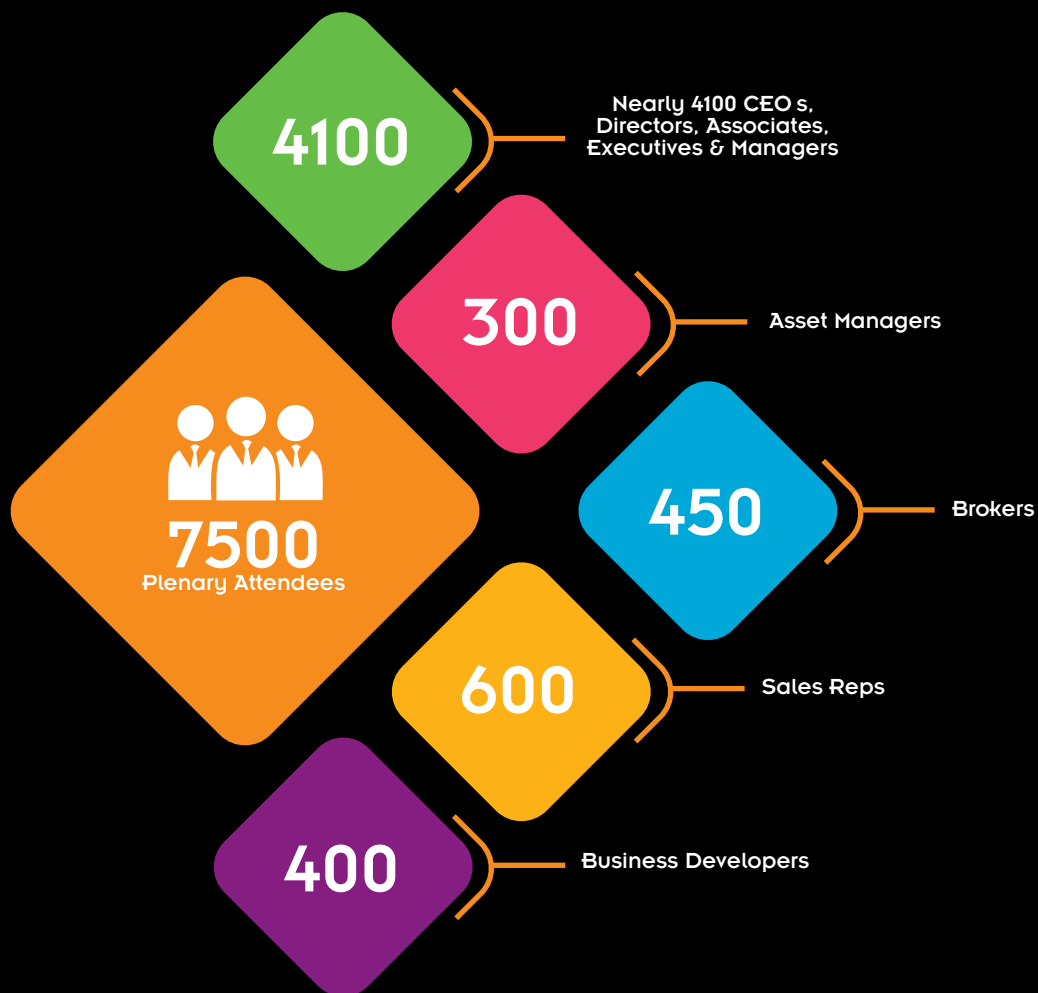 4100
Nearly 4100 CEO s,
Directors, Associates,
Executives & Managers
300
Asset Managers
7500
Plenary Attendees
450
Brokers
600
Sales Reps
400
Business Developers